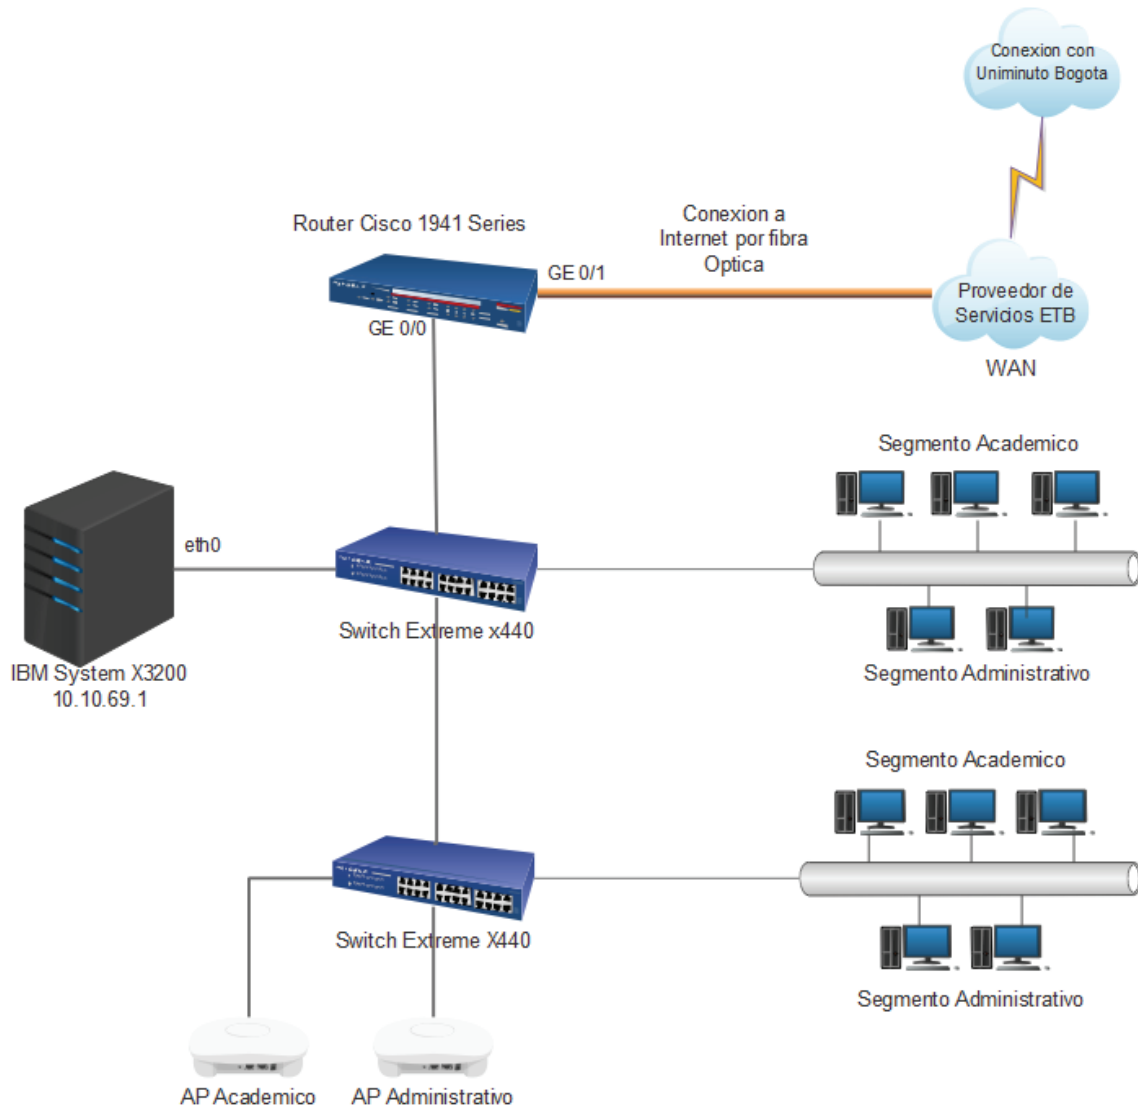 Conexion con
Uniminuto Bogota
Router Cisco 1941 Series
Conexion a
Internet por fibra
Optica
GE 0/1
GE 0/0
Proveedor de
Servicios ETB
WAN
Segmento Academico
eth0
Switch Extreme x440
IBM System X3200
10.10.69.1
Segmento Administrativo
Segmento Academico
Switch Extreme X440
Segmento Administrativo
AP Academico
AP Administrativo